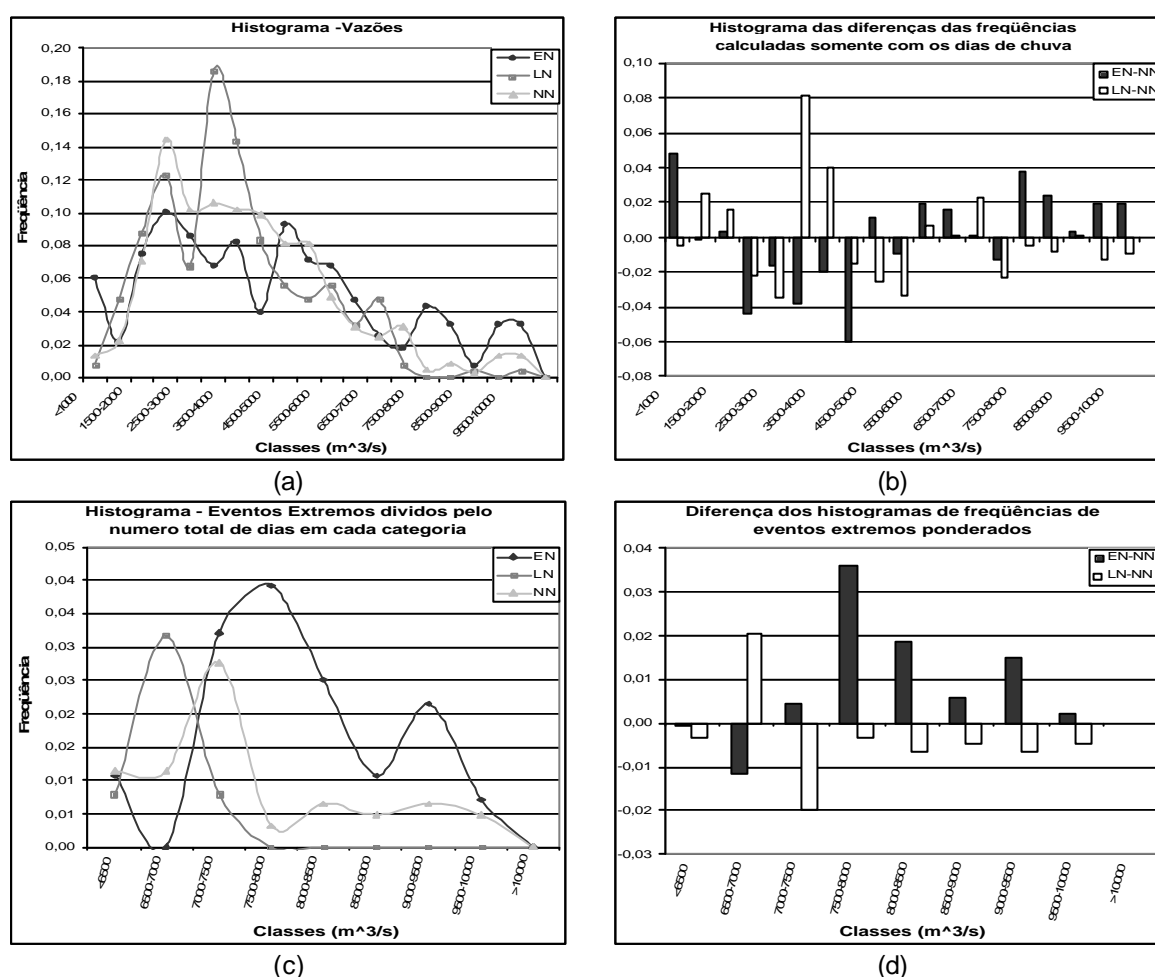 Histograma -Vazões
EN
LN
NN
0,20
0,18
0,16
0,14
0,12
0,10
0,08
0,06
0,04
0,02
0,00
Freqüência
<1000
1500-2000
2500-3000
3500-4000
4500-5000
5500-6000
6500-7000
7500-8000
8500-9000
9500-10000
Classes (m^3/s)
(a)
Histograma das diferenças das freqüências
calculadas somente com os dias de chuva
EN-NN
LN-NN
0,10
0,08
0,06
0,04
0,02
0,00
-0,02
-0,04
-0,06
-0,08
<1000
1500-2000
2500-3000
3500-4000
4500-5000
5500-6000
6500-7000
7500-8000
8500-9000
9500-10000
Classes (m^3/s)
(b)
Histograma - Eventos Extremos dividos pelo
numero total de dias em cada categoria
EN
LN
NN
0,05
0,04
0,04
0,03
0,03
0,02
0,02
0,01
0,01
0,00
Freqüência
<6500
6500-7000
7000-7500
7500-8000
8000-8500
8500-9000
9000-9500
9500-10000
>10000
Classes (m^3/s)
(c)
Diferença dos histogramas de freqüências de
eventos extremos ponderados
EN-NN
LN-NN
0,04
0,03
0,02
0,01
0,00
-0,01
-0,02
-0,03
<6500
6500-7000
7000-7500
7500-8000
8000-8500
8500-9000
9000-9500
9500-10000
>10000
Classes (m^3/s)
(d)